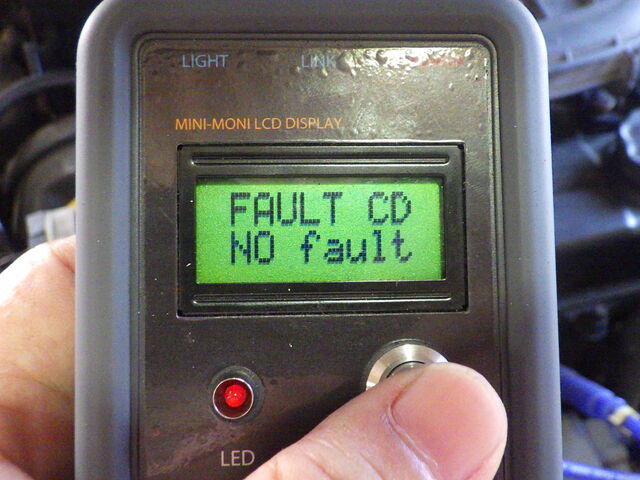 LIGHT LINK
MINI-MONI LCD DISPLAY
FAULT CD
NO fault
LED